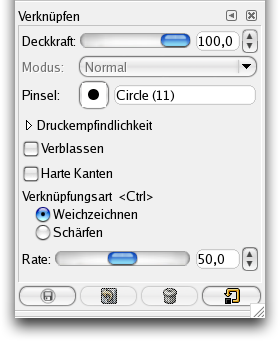 Verknüpfen
Deckkraft: 100,0
Modus: Normal
Pinsel: Circle (11)
Druckempfindlichkeit
Verblassen
Harte Kanten
Verknüpfungsart <Ctrl>
Weichzeichnen
Schärfen
Rate: 50,0